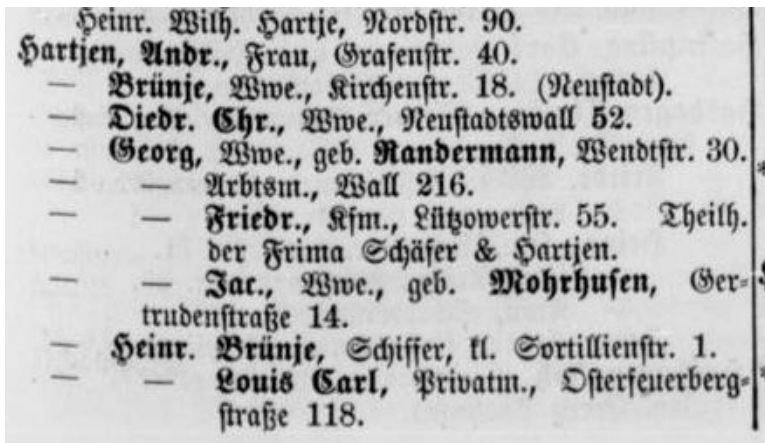 Heinr. Wilh. Hartje, Nordstr. 90.
Hartjen, Andr., Frau, Grafenstr. 40.
— Brünje, Wwe., Kirchenstr. 18. (Neustadt).
— Diedr. Chr., Wwe., Neustadtswall 52.
— Georg, Wwe., geb. Randermann, Wendtstr. 30.
Arbtsm., Wall 216.
— — Friedr., Kfm., Lützowerstr. 55. Theilh.
der Frima Schäfer & Hartjen.
— — Jac., Wwe., geb. Mohrhusen, Ger-
trudenstraße 14.
— Heinr. Brünje, Schiffer, kl. Sortillienstr. 1.
— — Louis Carl, Privatm., Osterfeuerberg-
straße 118.